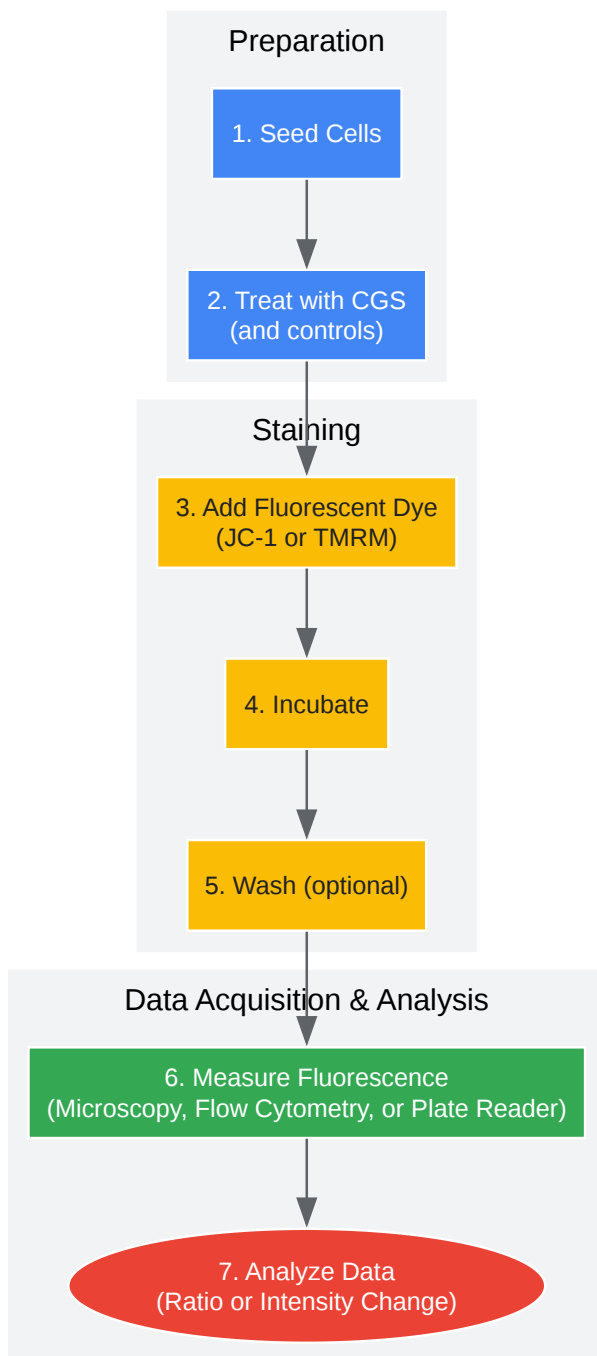 Preparation
1. Seed Cells
2. Treat with CGS
(and controls)
Staining
3. Add Fluorescent Dye
(JC-1 or TMRM)
4. Incubate
5. Wash (optional)
Data Acquisition & Analysis
6. Measure Fluorescence
(Microscopy, Flow Cytometry, or Plate Reader)
7. Analyze Data
(Ratio or Intensity Change)